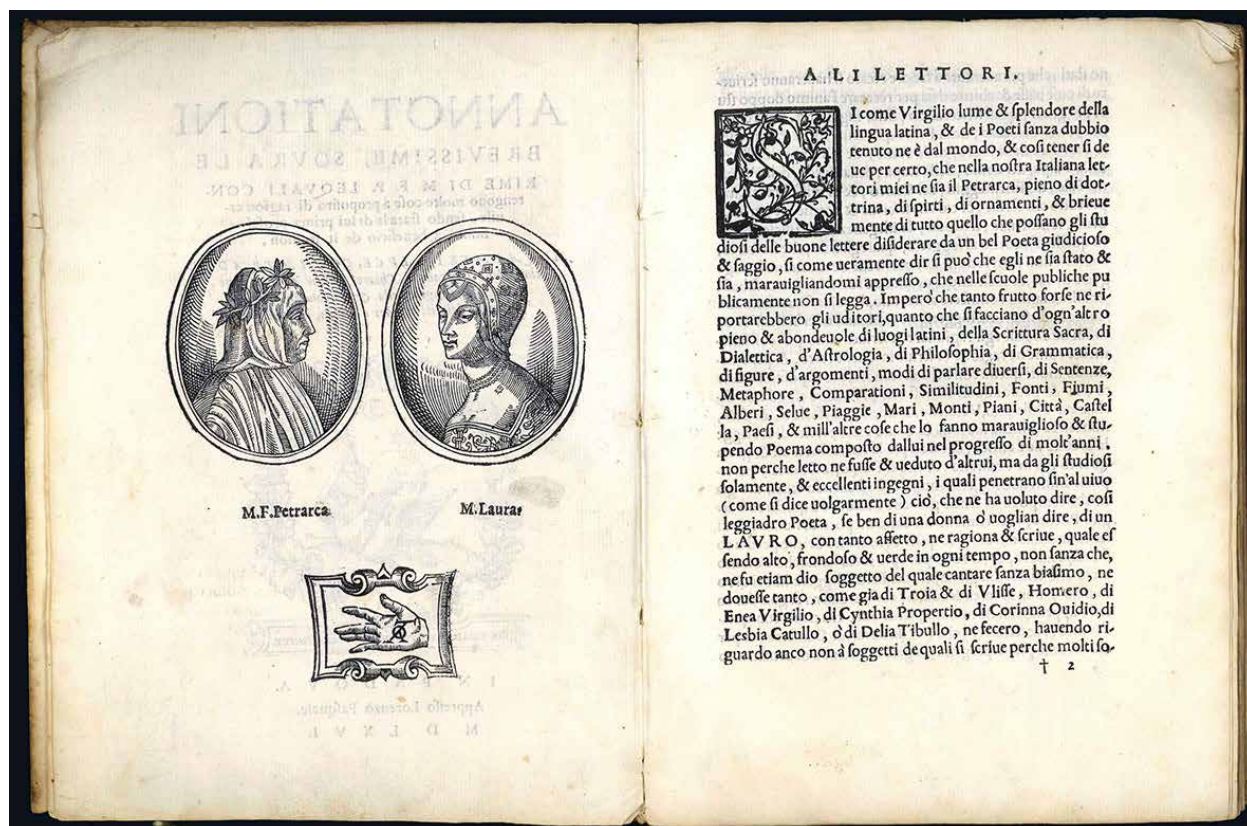 M.F.Petrarca
M.Laura
A LI LETTORI.
SI come Virgilio lume & ſplendore della
lingua latina, & de i Poeti ſanza dubbio
tenuto ne è dal mondo, & coſi tener ſi de
ue per certo, che nella noſtra Italiana let-
tori miei ne ſia il Petrarca, pieno di dot-
trina, di ſpirti, di ornamenti, & brieue
mente di tutto quello che poſſano gli ſtu
dioſi delle buone lettere diſiderare da un bel Poeta giudicioſo
& ſaggio, ſi come ueramente dir ſi puo' che egli ne ſia ſtato &
ſia, marauigliandomi appreſſo, che nelle ſcuole publiche pu
blicamente non ſi legga. Impero' che tanto frutto forſe ne ri-
portarebbero gli uditori, quanto che ſi facciano d'ogn'altro
pieno & abondeuole di luogi latini, della Scrittura Sacra, di
Dialettica, d'Aſtrologia, di Philoſophia, di Grammatica,
di figure, d'argomenti, modi di parlare diuerſi, di Sentenze,
Metaphore, Comparationi, Similitudini, Fonti, Fiumi,
Alberi, Selue, Piaggie, Mari, Monti, Piani, Città, Caſtel
la, Paeſi, & mill'altre coſe che lo fanno marauiglioſo & ſtu-
pendo Poema compoſto dallui nel progreſſo di molt'anni.
non perche letto ne fuſſe & ueduto d'altrui, ma da gli ſtudioſi
ſolamente, & eccellenti ingegni, i quali penetrano ſin'al uiuo
(come ſi dice uolgarmente) cio', che ne ha uoluto dire, coſi
leggiadro Poeta, ſe ben di una donna o' uoglian dire, di un
LAVRO, con tanto affetto, ne ragiona & ſcriue, quale eſ
ſendo alto, frondoſo & uerde in ogni tempo, non ſanza che,
ne fu etiam dio ſoggetto del quale cantare ſanza biaſimo, ne
doueſſe tanto, come gia di Troia & di Vliſſe, Homero, di
Enea Virgilio, di Cynthia Propertio, di Corinna Ouidio, di
Lesbia Catullo, o' di Delia Tibullo, ne fecero, hauendo ri-
guardo anco non à ſoggetti de quali ſi ſcriue perche molti ſo-
† 2